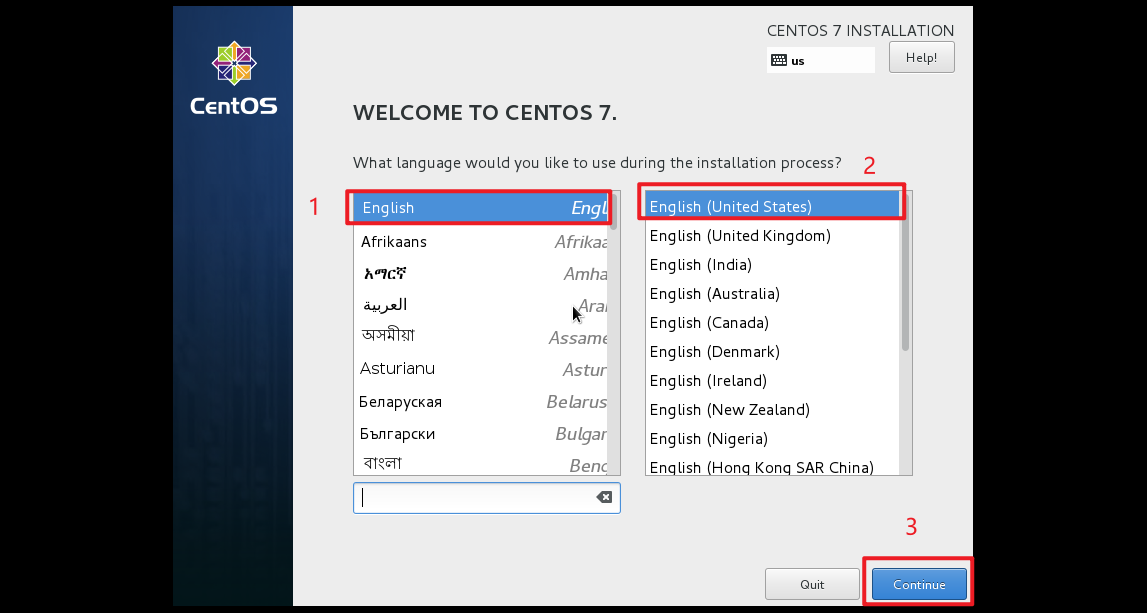 CentOS
CENTOS 7 INSTALLATION
us
Help!
WELCOME TO CENTOS 7.
What language would you like to use during the installation process?
2
1
English Engl
Afrikaans Afrikaa
አማርኛ Amha
العربية Ara
অসমীয়া Assame
Asturianu Astur
Беларуская Belarus
Български Bulgar
বাংলা Beng
English (United States)
English (United Kingdom)
English (India)
English (Australia)
English (Canada)
English (Denmark)
English (Ireland)
English (New Zealand)
English (Nigeria)
English (Hong Kong SAR China)
3
Quit
Continue